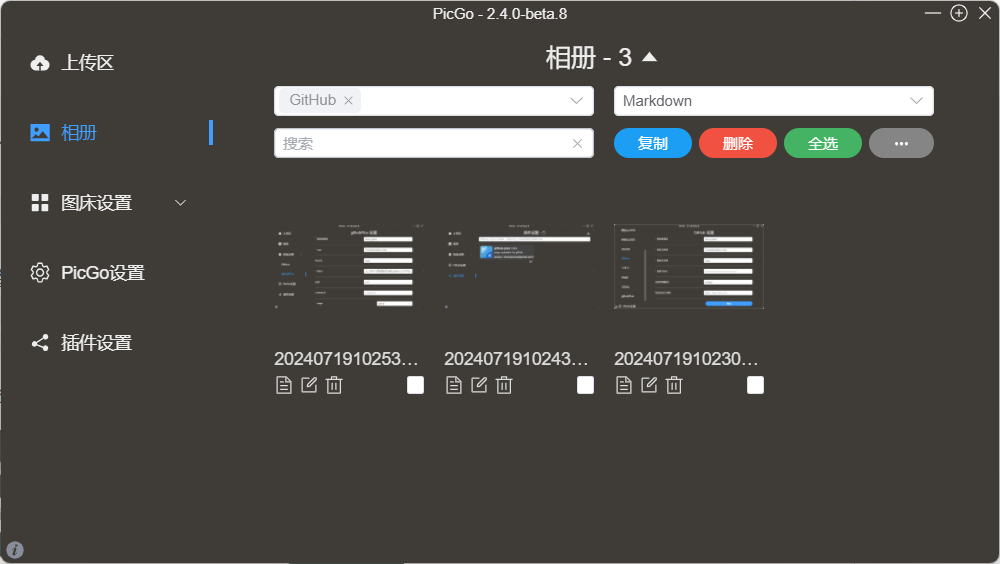 PicGo - 2.4.0-beta.8
上传区
相册
图床设置
PicGo设置
插件设置
相册 - 3
GitHub
Markdown
搜索
复制
删除
全选
2024071910253...
2024071910243...
2024071910230...